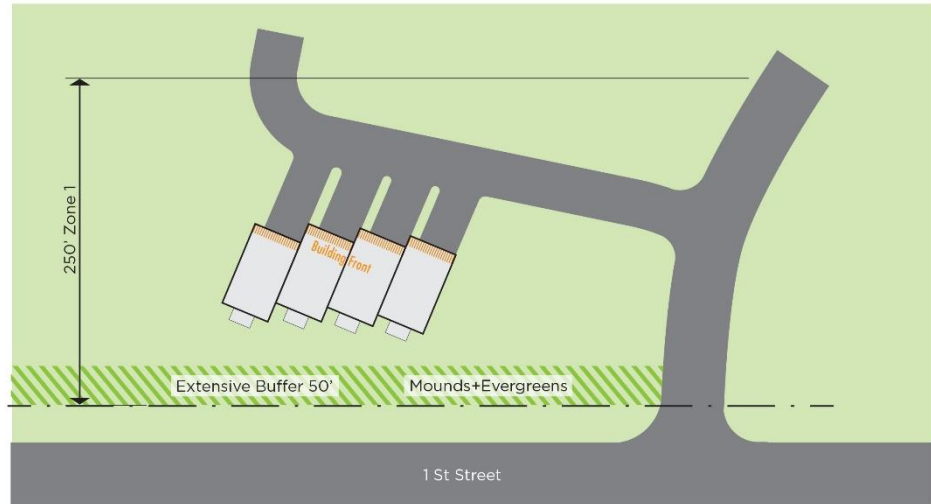 250' Zone 1
Building Front
Extensive Buffer 50'
Mounds+Evergreens
1 St Street